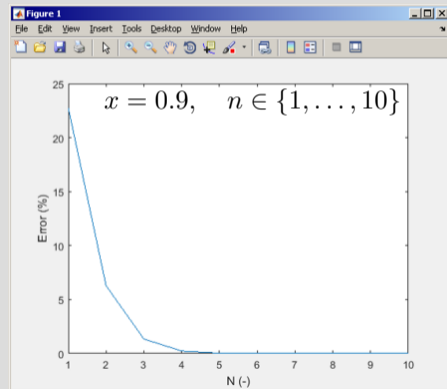 Figure 1
File Edit View Insert Tools Desktop Window Help
x = 0.9, n ∈ {1, . . . , 10}
25
20
15
10
5
0
Error (%)
1 2 3 4 5 6 7 8 9 10
N (-)